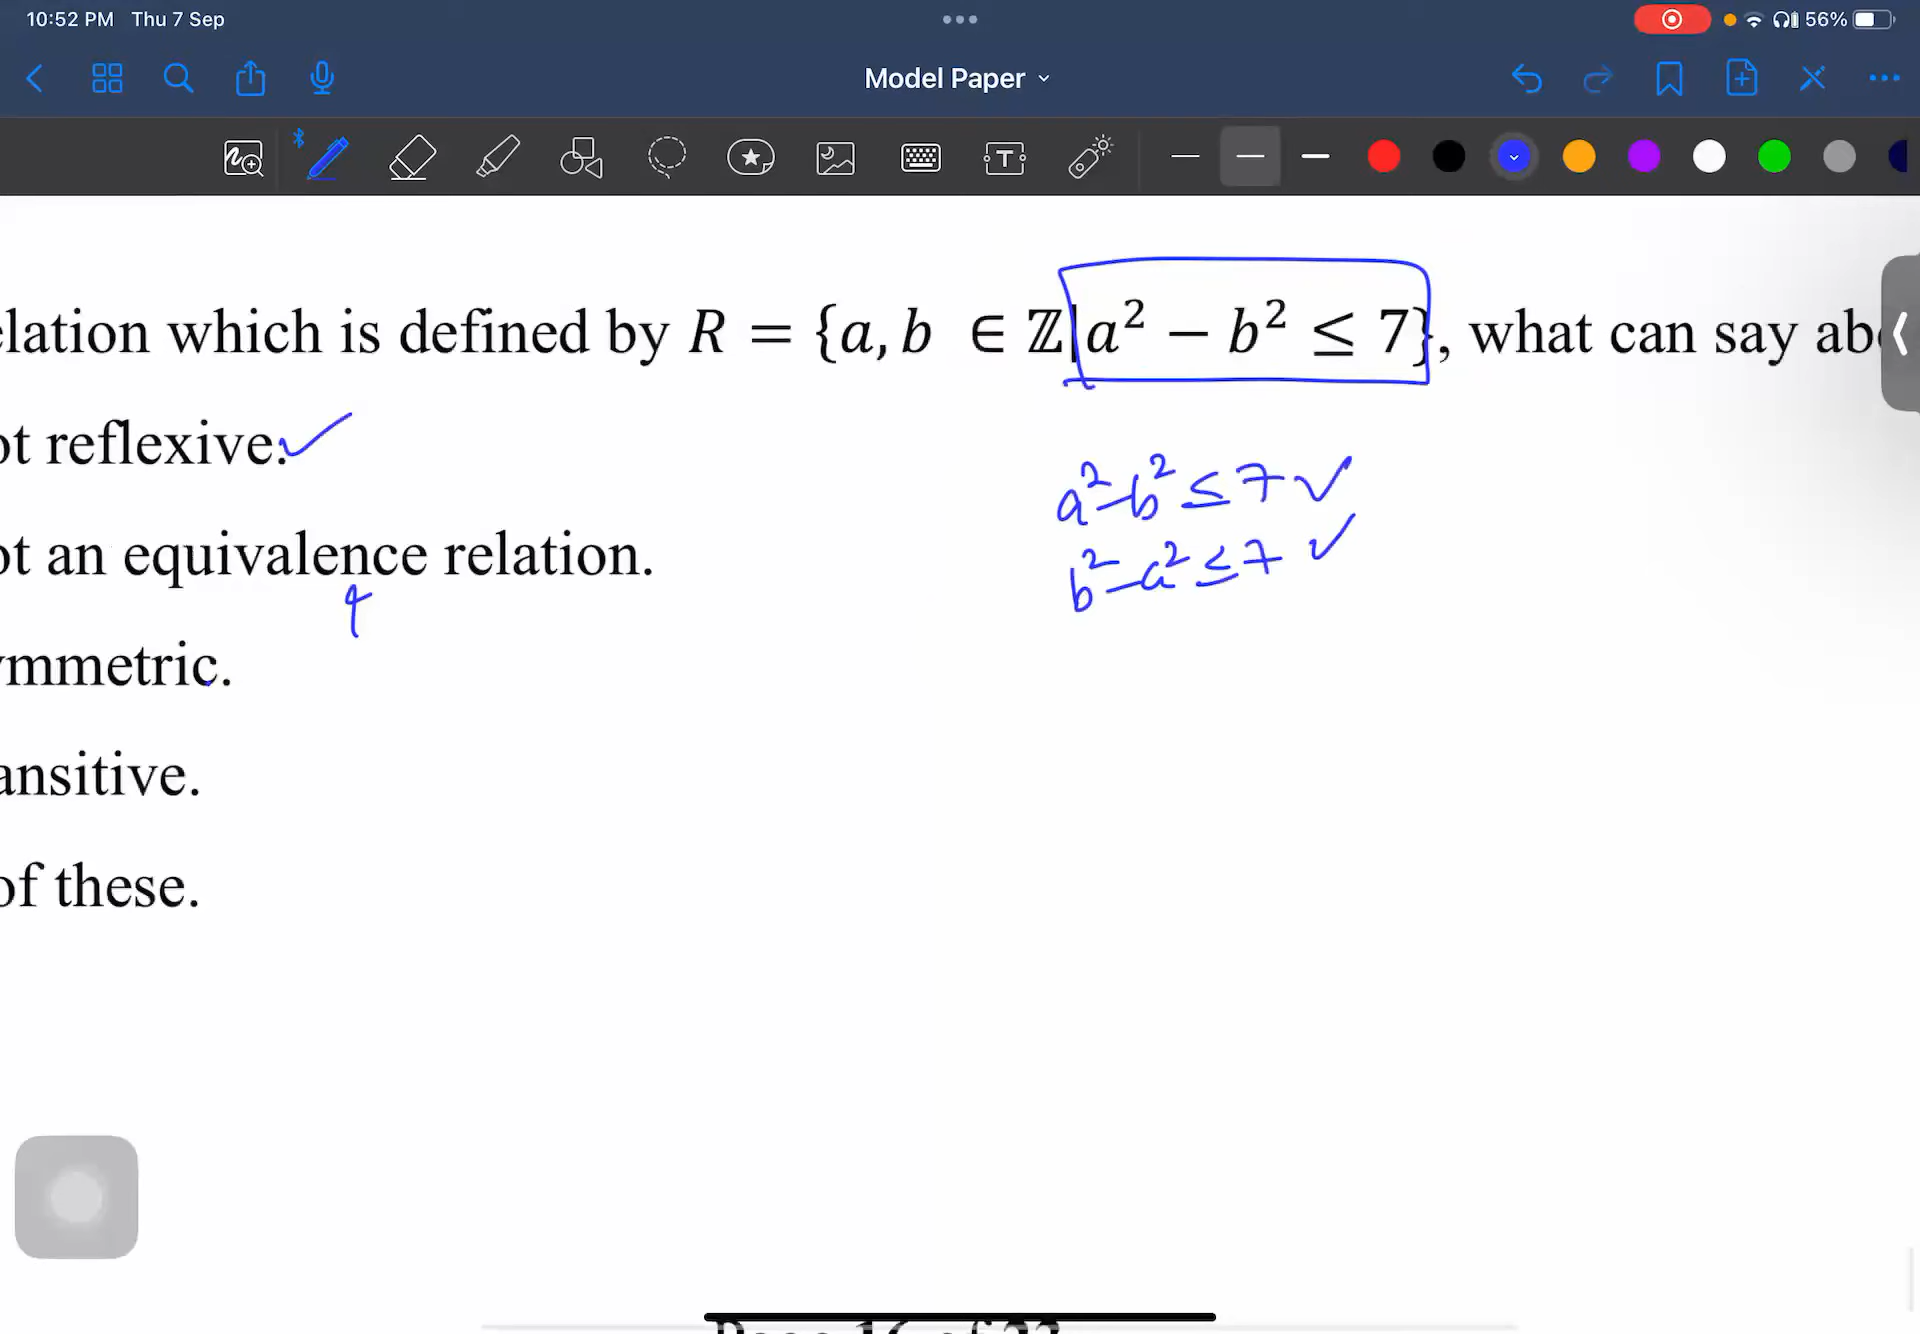 10:52 PM Thu 7 Sep
56%
Model Paper
elation which is defined by R = {a, b ∈ ℤ|a² − b² ≤ 7}, what can say ab
ot reflexive.
a²-b² ≤ 7 ✓
ot an equivalence relation.
b²-a² ≤ 7 ✓
ymmetric.
ansitive.
of these.